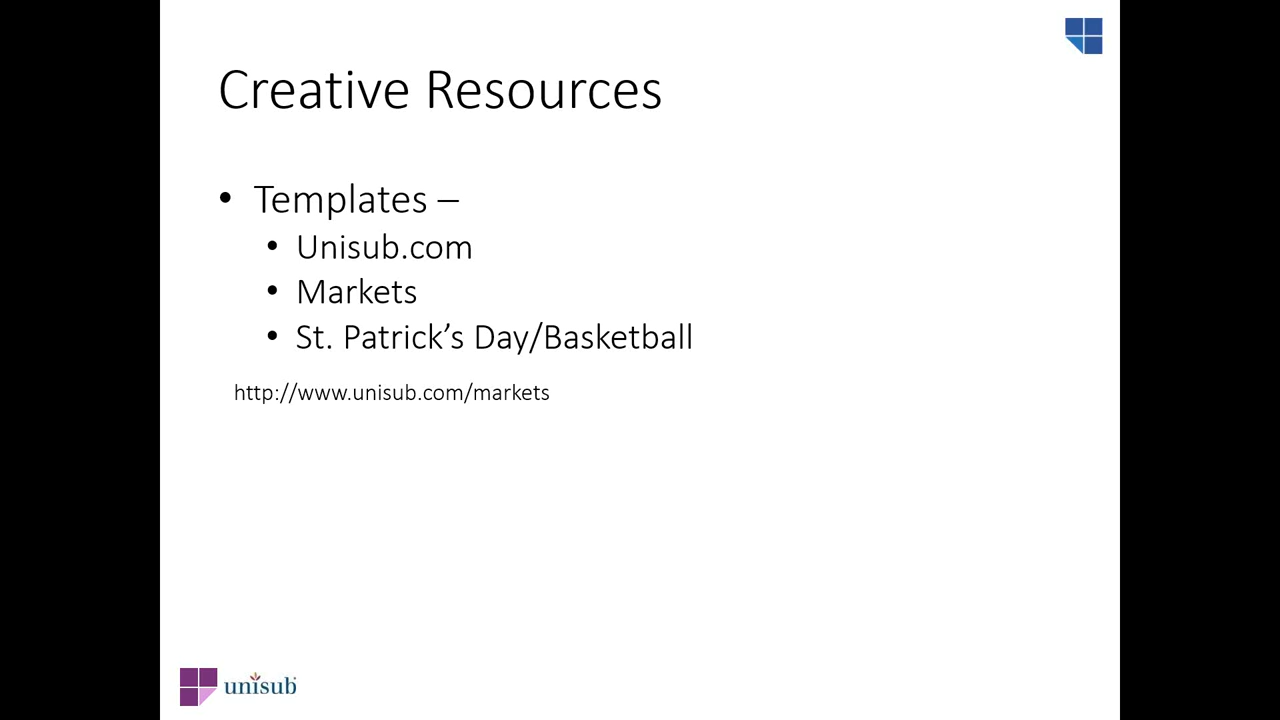 Creative Resources
• Templates –
• Unisub.com
• Markets
• St. Patrick’s Day/Basketball
http://www.unisub.com/markets
unisub